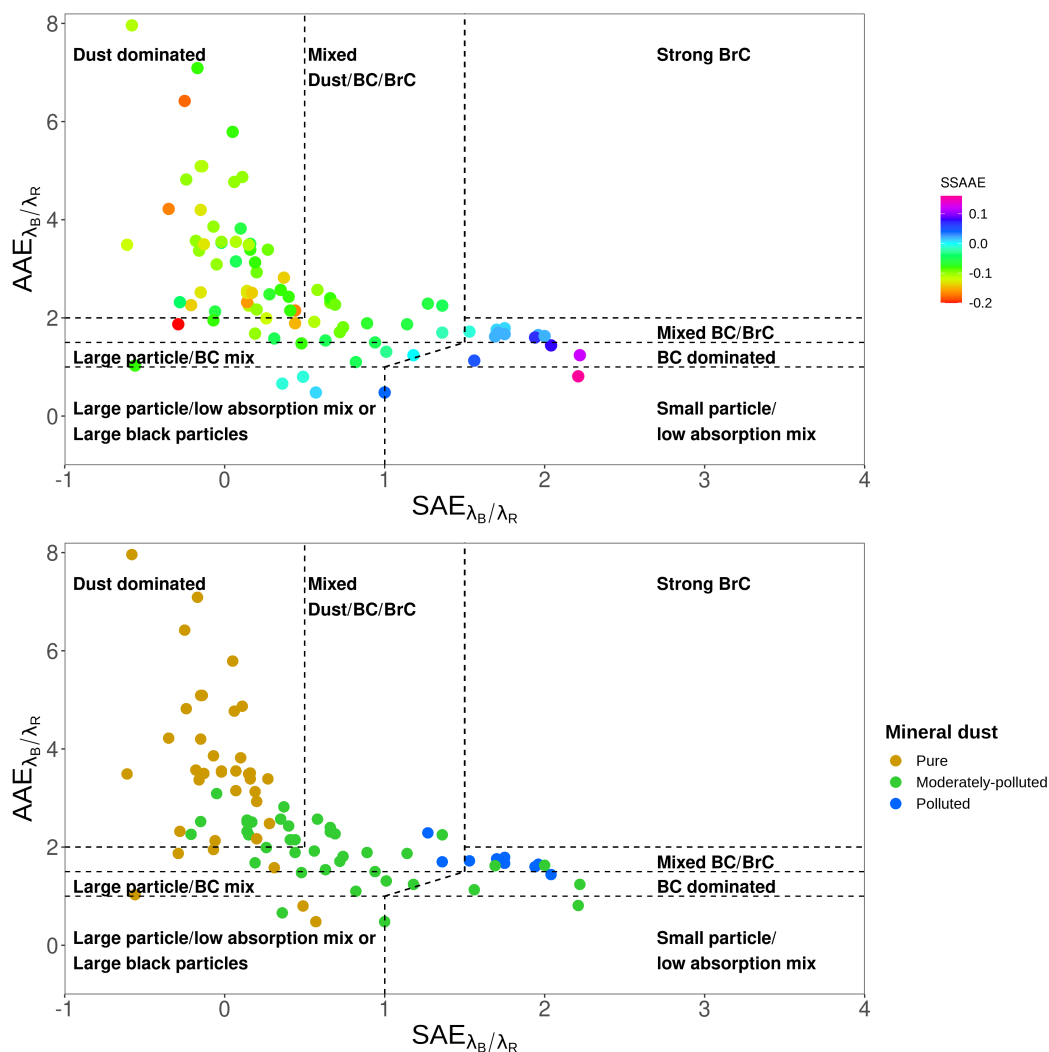 8
6
4
2
0
AAEλB/λR
Dust dominated
Mixed
Dust/BC/BrC
Strong BrC
Mixed BC/BrC
Large particle/BC mix
BC dominated
Large particle/low absorption mix or
Large black particles
Small particle/
low absorption mix
-1 0 1 2 3 4
SAEλB/λR
SSAAE
0.1
0.0
-0.1
-0.2
8
6
4
2
0
AAEλB/λR
Dust dominated
Mixed
Dust/BC/BrC
Strong BrC
Mixed BC/BrC
Large particle/BC mix
BC dominated
Large particle/low absorption mix or
Large black particles
Small particle/
low absorption mix
-1 0 1 2 3 4
SAEλB/λR
Mineral dust
Pure
Moderately-polluted
Polluted